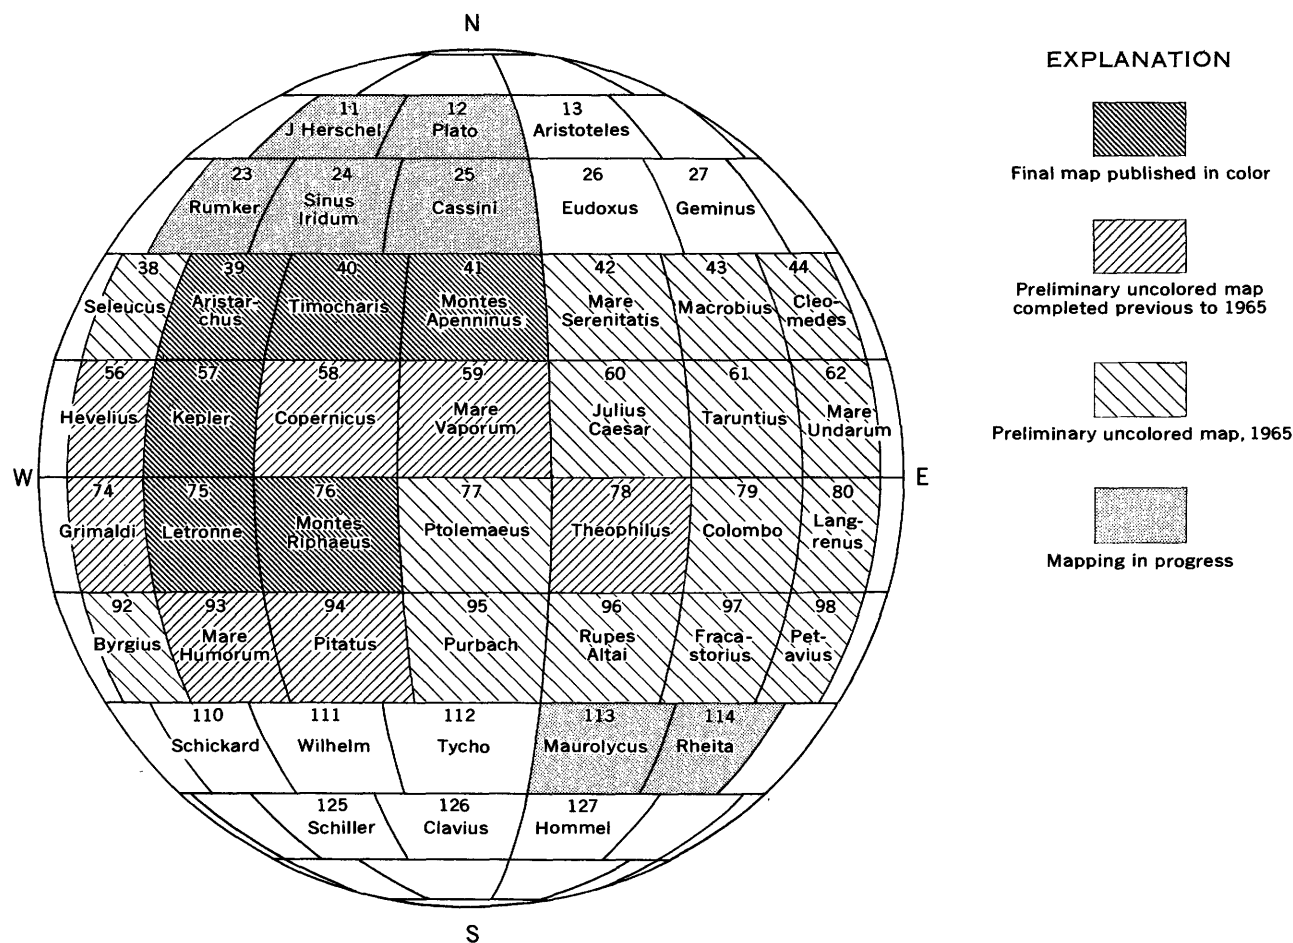 N
EXPLANATION
11
J Herschel
12
Plato
13
Aristoteles
Final map published in color
23
Rumker
24
Sinus
Iridum
25
Cassini
26
Eudoxus
27
Geminus
38
Seleucus
39
Aristar-
chus
40
Timocharis
41
Montes
Apenninus
42
Mare
Serenitatis
43
Macrobius
44
Cleo-
medes
Preliminary uncolored map
completed previous to 1965
56
Hevelius
57
Kepler
58
Copernicus
59
Mare
Vaporum
60
Julius
Caesar
61
Taruntius
62
Mare
Undarum
Preliminary uncolored map, 1965
W
E
74
Grimaldi
75
Letronne
76
Montes
Riphaeus
77
Ptolemaeus
78
Theophilus
79
Colombo
80
Lang-
renus
Mapping in progress
92
Byrgius
93
Mare
Humorum
94
Pitatus
95
Purbach
96
Rupes
Altai
97
Fraca-
storius
98
Pet-
avius
110
Schickard
111
Wilhelm
112
Tycho
113
Maurolycus
114
Rheita
125
Schiller
126
Clavius
127
Hommel
S